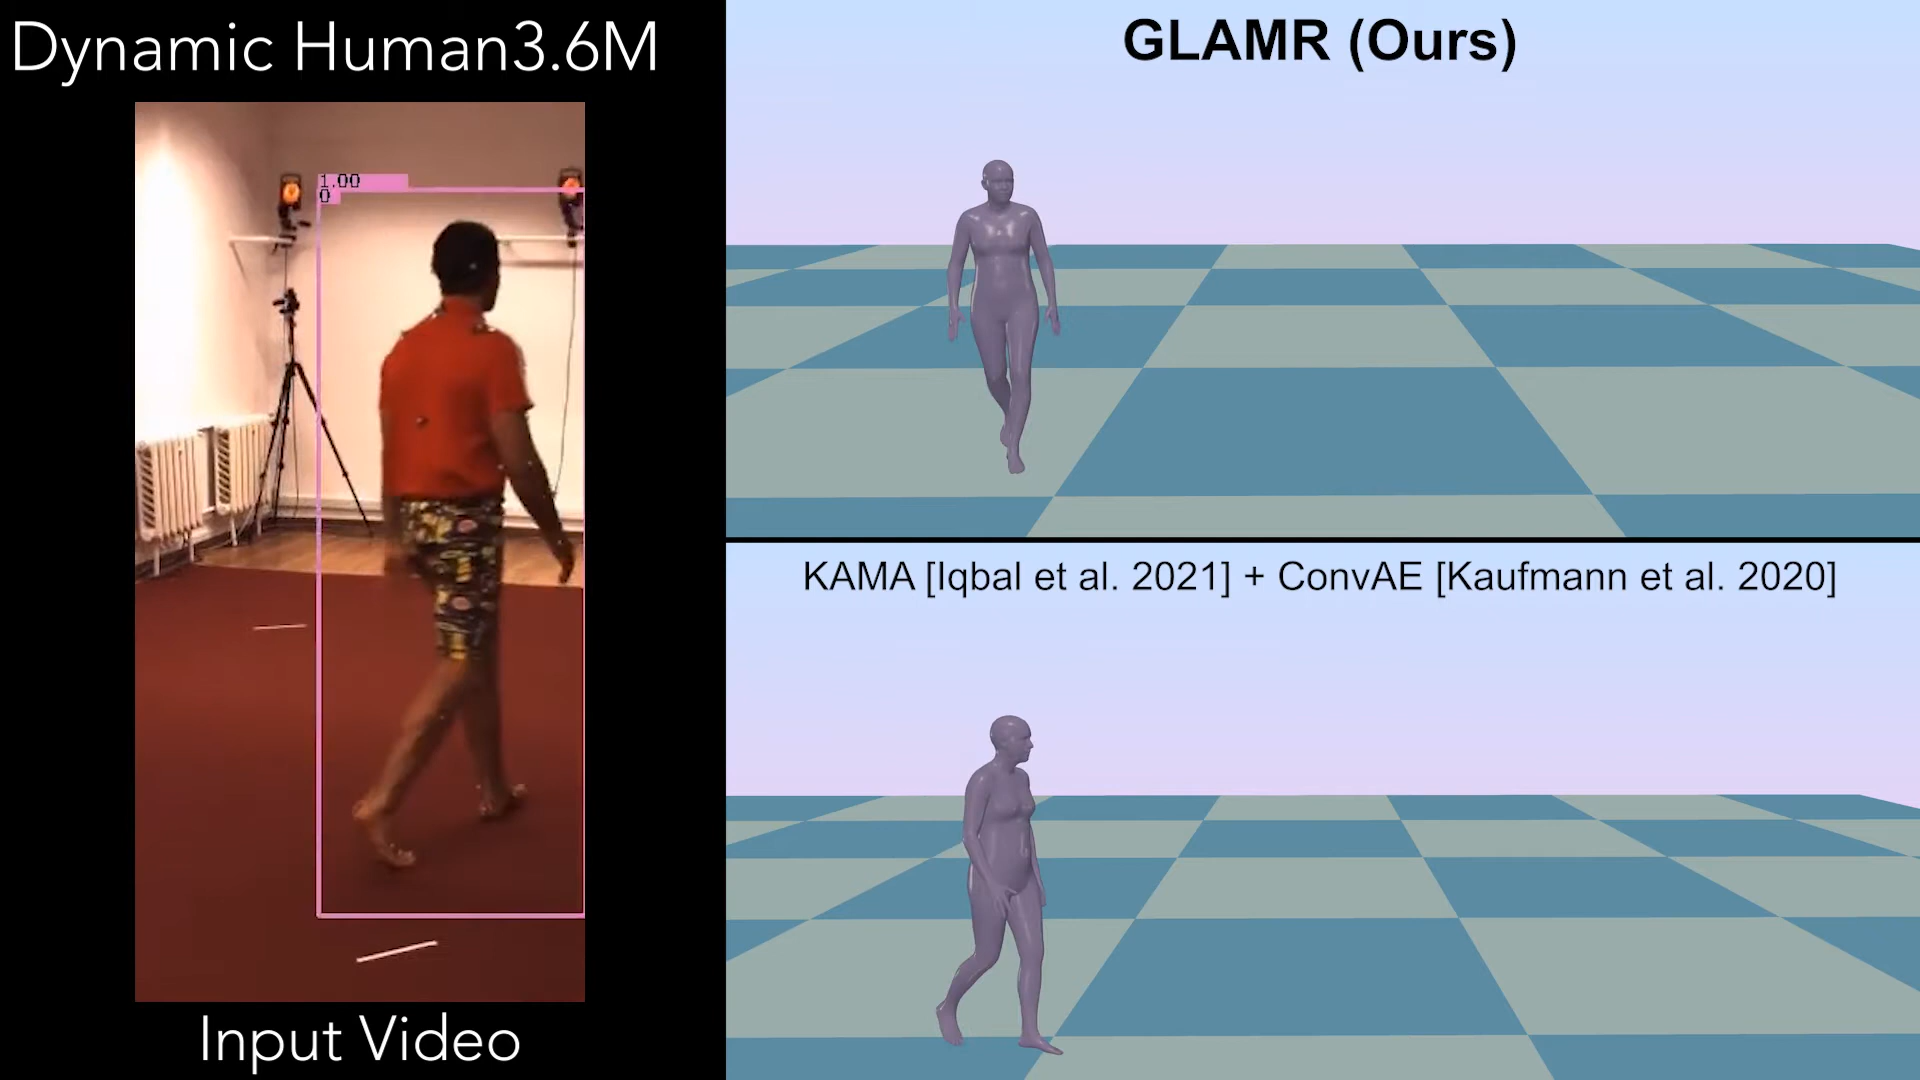 Dynamic Human3.6M
1.00
0
Input Video
GLAMR (Ours)
KAMA [Iqbal et al. 2021] + ConvAE [Kaufmann et al. 2020]